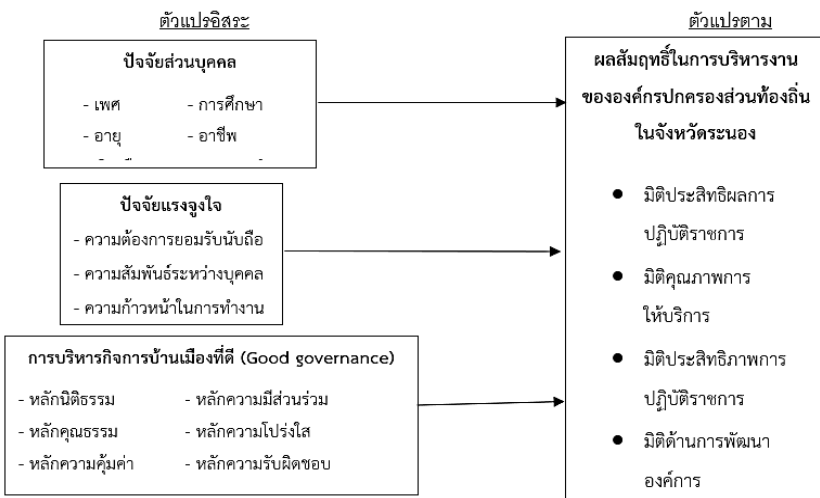 ตัวแปรอิสระ
ตัวแปรตาม
ปัจจัยส่วนบุคคล
- เพศ - การศึกษา
- อายุ - อาชีพ
ปัจจัยแรงจูงใจ
- ความต้องการยอมรับนับถือ
- ความสัมพันธ์ระหว่างบุคคล
- ความก้าวหน้าในการทำงาน
การบริหารกิจการบ้านเมืองที่ดี (Good governance)
- หลักนิติธรรม - หลักความมีส่วนร่วม
- หลักคุณธรรม - หลักความโปร่งใส
- หลักความคุ้มค่า - หลักความรับผิดชอบ
ผลสัมฤทธิ์ในการบริหารงาน
ขององค์กรปกครองส่วนท้องถิ่น
ในจังหวัดระนอง
● มิติประสิทธิผลการ
ปฏิบัติราชการ
● มิติคุณภาพการ
ให้บริการ
● มิติประสิทธิภาพการ
ปฏิบัติราชการ
● มิติด้านการพัฒนา
องค์การ